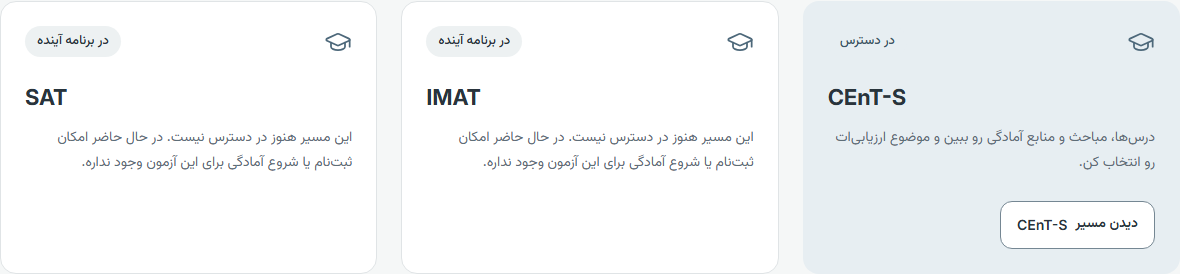 در دسترس
CEnT-S
درس‌ها، مباحث و منابع آمادگی رو ببین و موضوع ارزیابی‌ات
رو انتخاب کن.
دیدن مسیر CEnT-S
در برنامه آینده
IMAT
این مسیر هنوز در دسترس نیست. در حال حاضر امکان
ثبت‌نام یا شروع آمادگی برای این آزمون وجود نداره.
در برنامه آینده
SAT
این مسیر هنوز در دسترس نیست. در حال حاضر امکان
ثبت‌نام یا شروع آمادگی برای این آزمون وجود نداره.